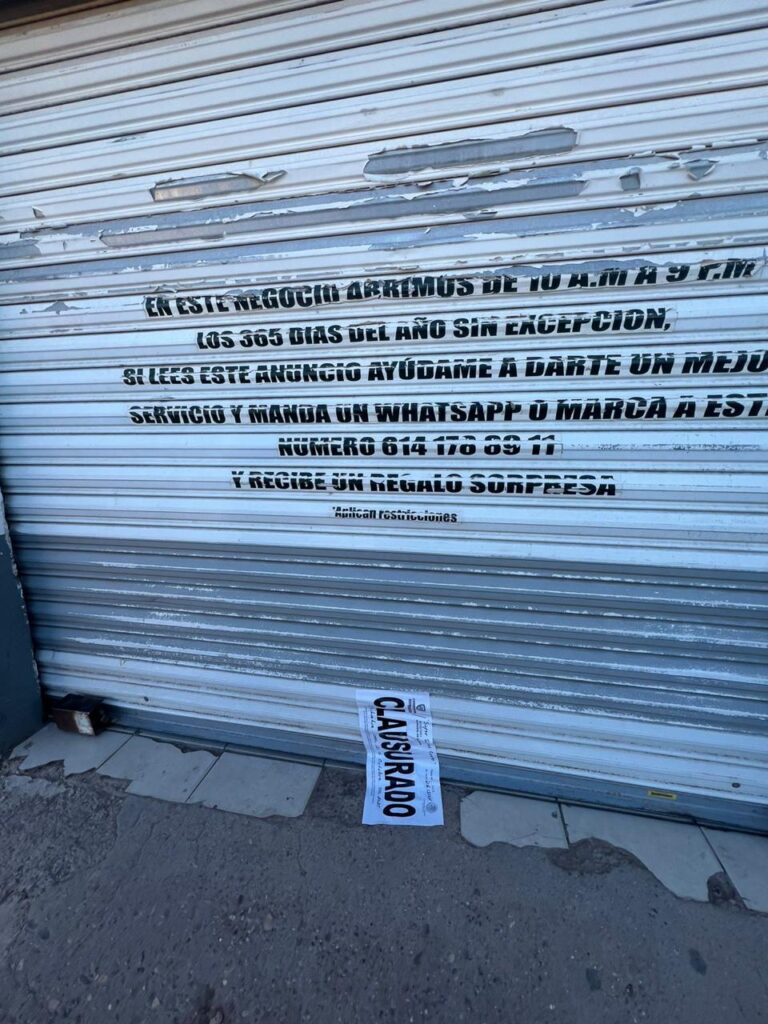 EN ESTE NEGOCIO ABRIMOS DE 10 A.M A 9 P.M
LOS 365 DIAS DEL AÑO SIN EXCEPCION,
SI LEES ESTE ANUNCIO AYÚDAME A DARTE UN MEJO
SERVICIO Y MANDA UN WHATSAPP O MARCA A EST
NUMERO 614 178 89 11
Y RECIBE UN REGALO SORPRESA
*Aplican restricciones
CLAUSURADO